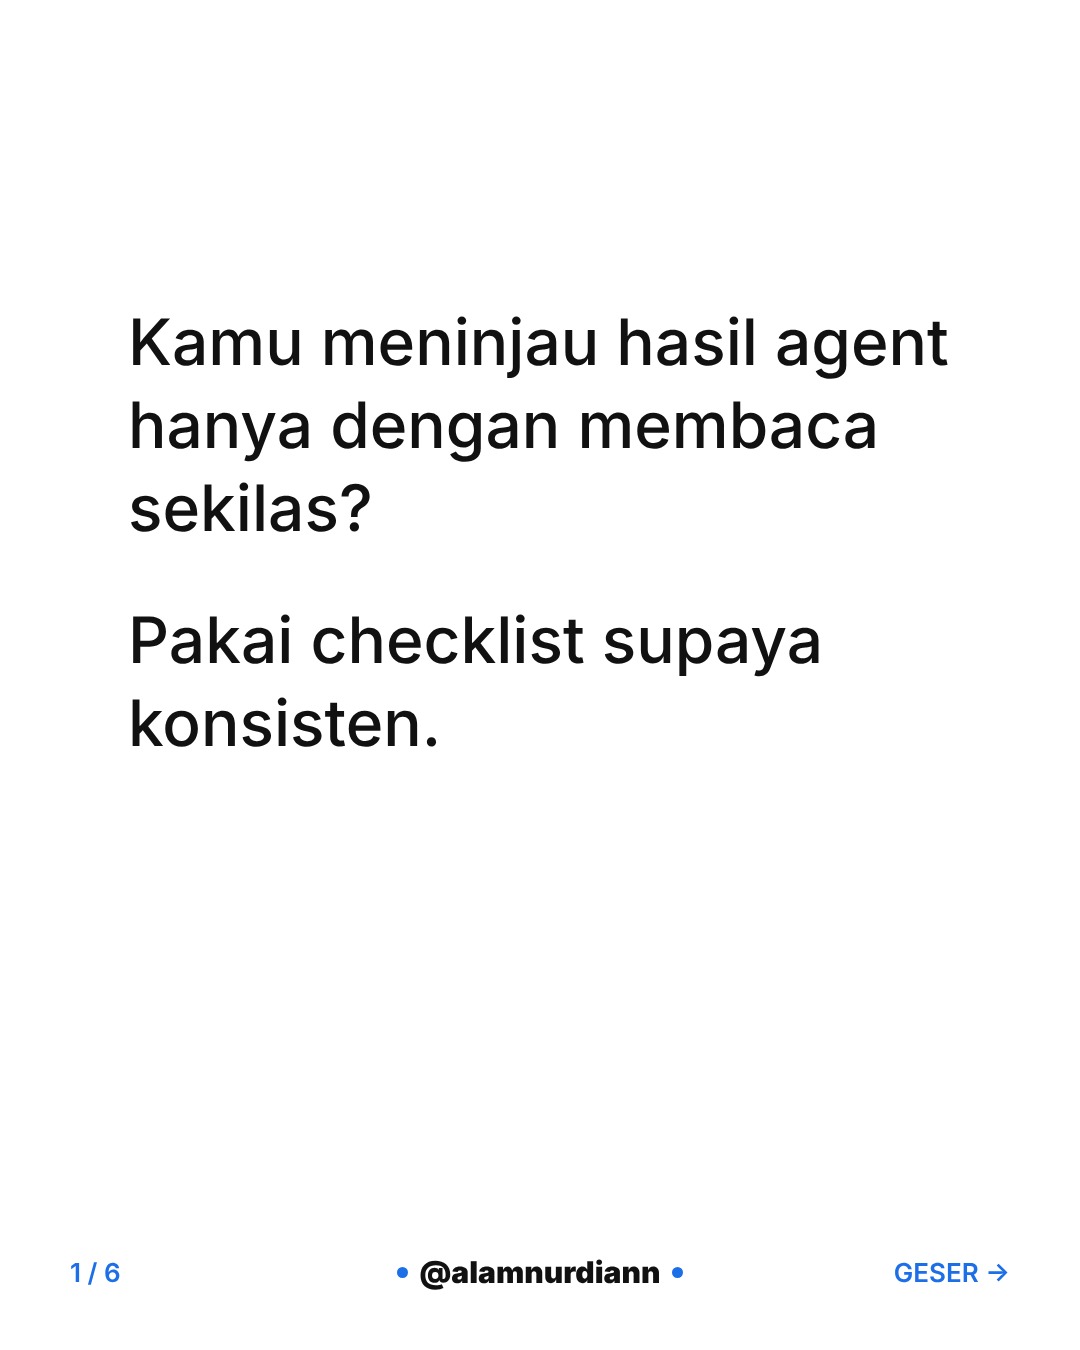 Kamu meninjau hasil agent
hanya dengan membaca
sekilas?
Pakai checklist supaya
konsisten.
1 / 6
• @alamnurdiann •
GESER →